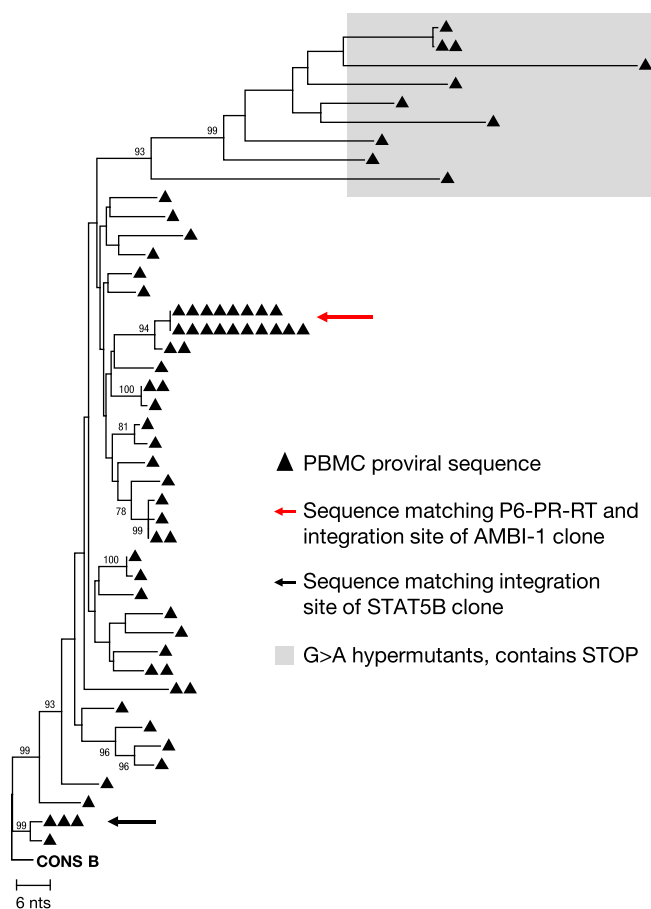 99
93
94
100
81
PBMC proviral sequence
Sequence matching P6-PR-RT and
integration site of AMBI-1 clone
78
99
100
Sequence matching integration
site of STAT5B clone
G>A hypermutants, contains STOP
93
96
99
96
99
CONS B
6 nts